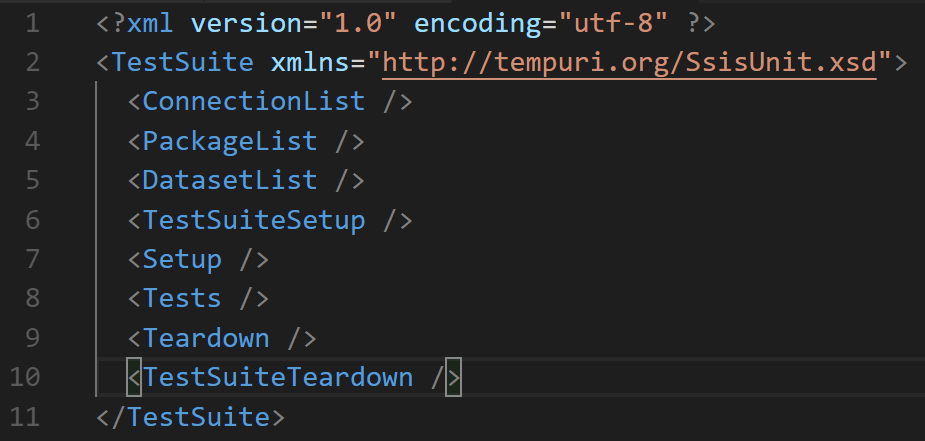 1 <?xml version="1.0" encoding="utf-8" ?>
2 <TestSuite xmlns="http://tempuri.org/SsisUnit.xsd">
3   <ConnectionList />
4   <PackageList />
5   <DatasetList />
6   <TestSuiteSetup />
7   <Setup />
8   <Tests />
9   <Teardown />
10   <TestSuiteTeardown />
11 </TestSuite>